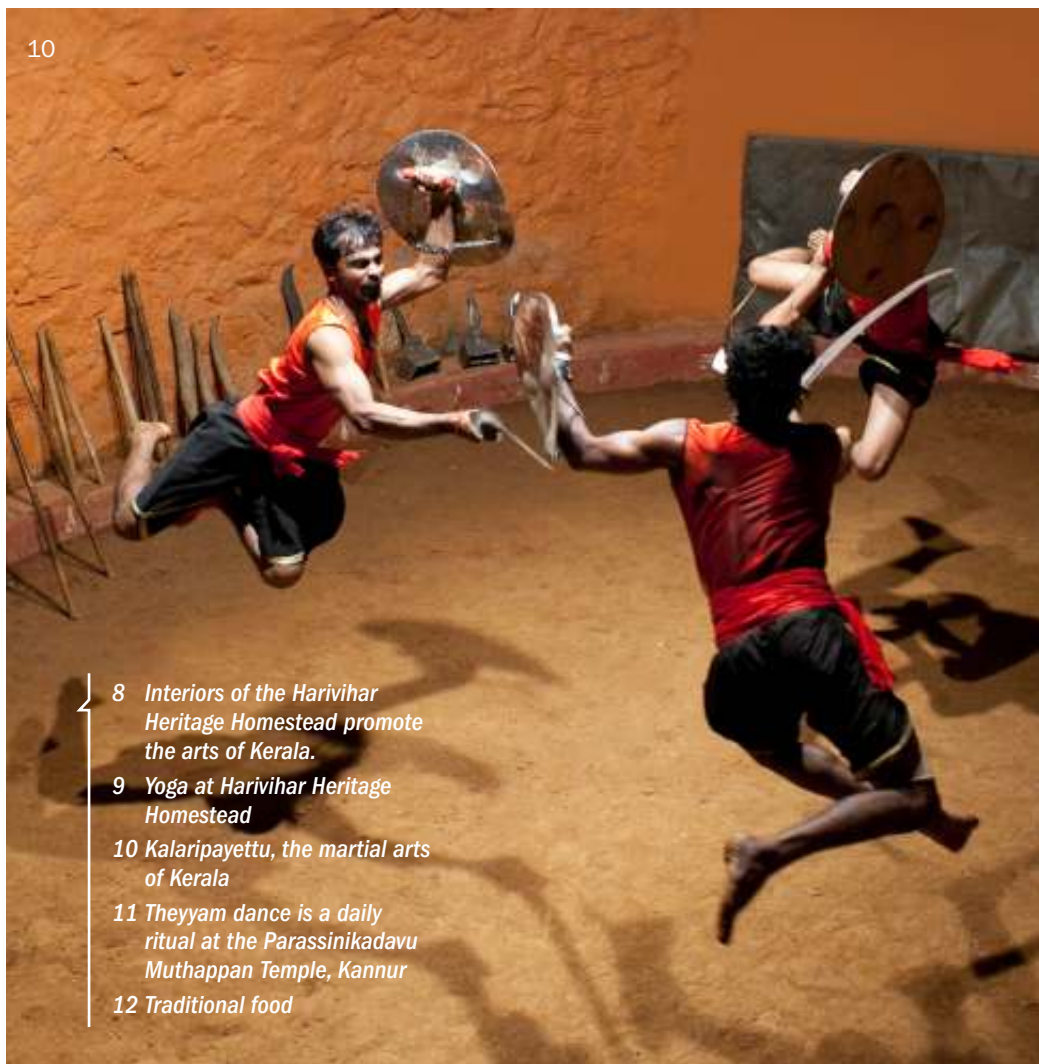 10
8 Interiors of the Harivihar
Heritage Homestead promote
the arts of Kerala.
9 Yoga at Harivihar Heritage
Homestead
10 Kalaripayettu, the martial arts
of Kerala
11 Theyyam dance is a daily
ritual at the Parassinikadavu
Muthappan Temple, Kannur
12 Traditional food